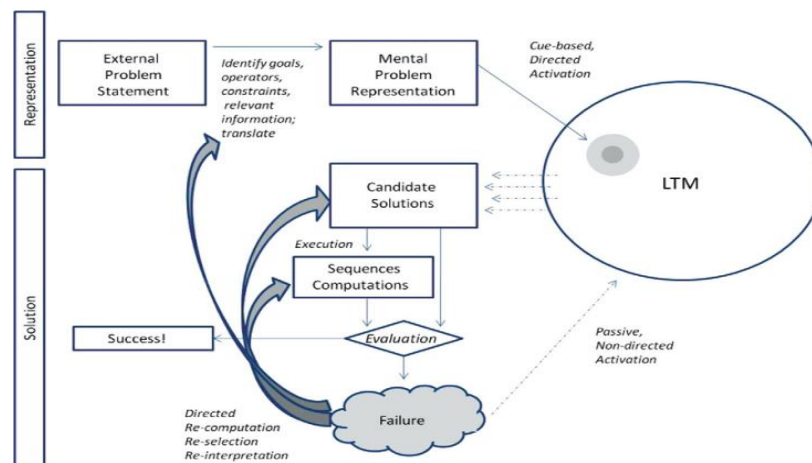 Representation
External
Problem
Statement
Identify goals,
operators,
constraints,
relevant
information;
translate
Mental
Problem
Representation
Cue-based,
Directed
Activation
LTM
Solution
Candidate
Solutions
Execution
Sequences
Computations
Success!
Evaluation
Passive,
Non-directed
Activation
Failure
Directed
Re-computation
Re-selection
Re-interpretation